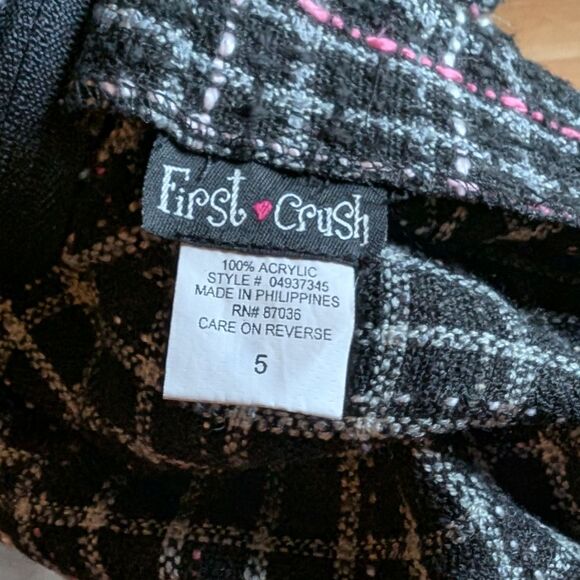 First Crush
100% ACRYLIC
STYLE # 04937345
MADE IN PHILIPPINES
RN# 87036
CARE ON REVERSE
5